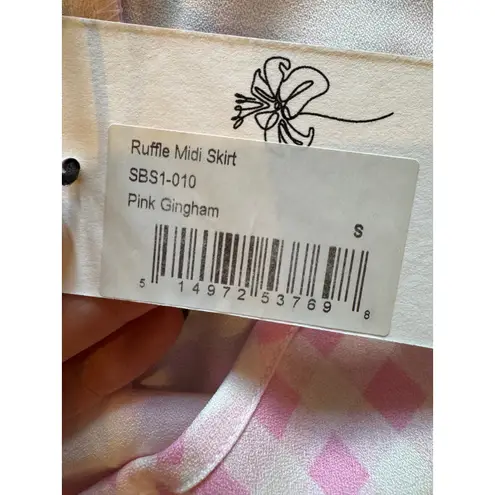 Ruffle Midi Skirt
SBS1-010
Pink Gingham
S
5 14972 53769 8